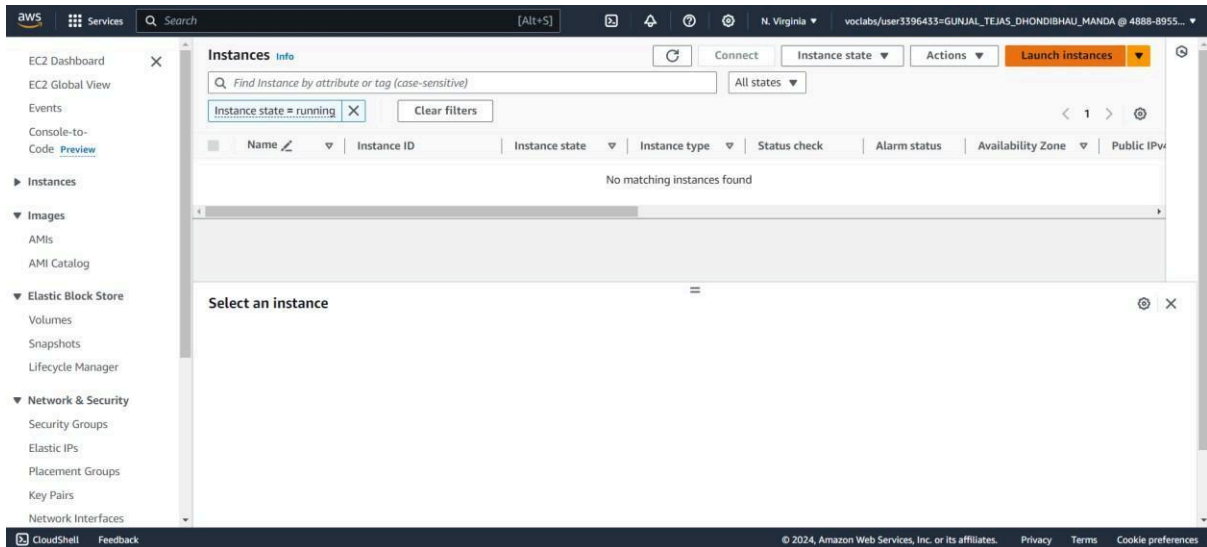 aws
Services
Search
[Alt+S]
N. Virginia
voclabs/user3396433=GUNJAL_TEJAS_DHONDIBHAU_MANDA @ 4888-8955...
EC2 Dashboard
EC2 Global View
Events
Console-to-
Code Preview
Instances
Images
AMIs
AMI Catalog
Elastic Block Store
Volumes
Snapshots
Lifecycle Manager
Network & Security
Security Groups
Elastic IPs
Placement Groups
Key Pairs
Network Interfaces
Instances Info
Connect
Instance state
Actions
Launch instances
Find Instance by attribute or tag (case-sensitive)
All states
Instance state = running
Clear filters
1
Name
Instance ID
Instance state
Instance type
Status check
Alarm status
Availability Zone
Public IPv4
No matching instances found
Select an instance
CloudShell
Feedback
© 2024, Amazon Web Services, Inc. or its affiliates.
Privacy
Terms
Cookie preferences